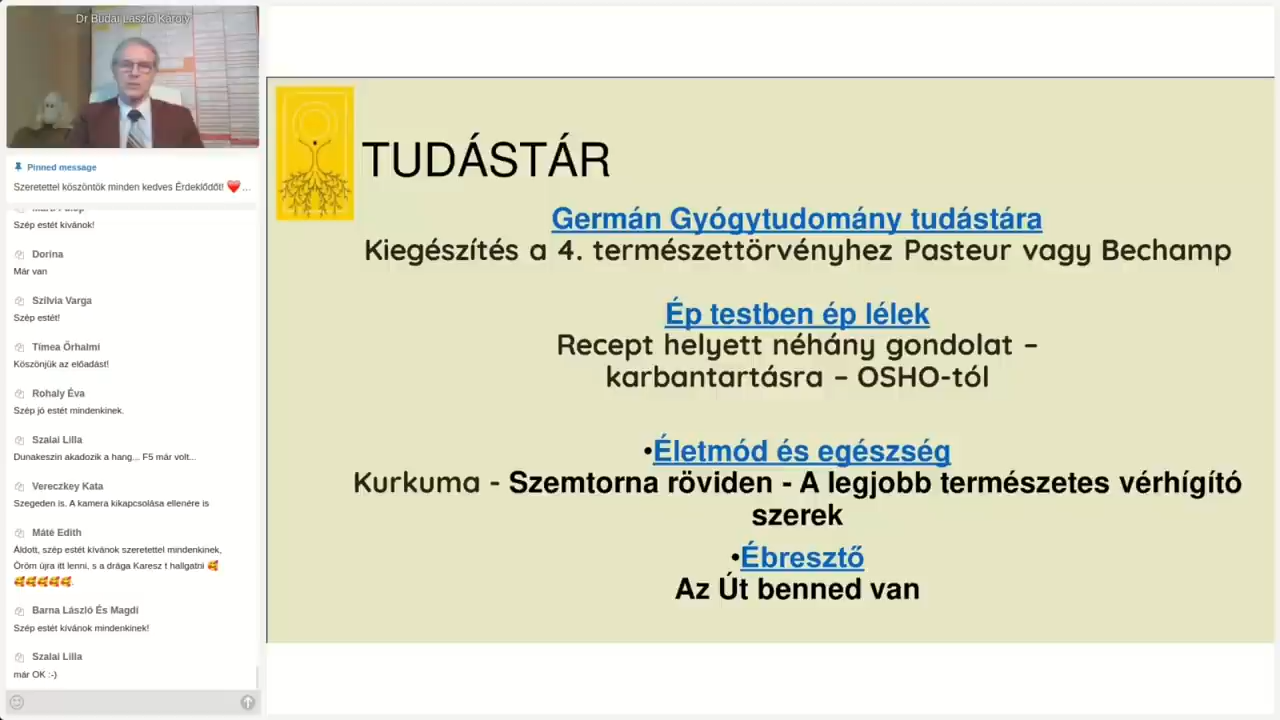 Dr Budai László Károly
Pinned message
Szeretettel köszöntök minden kedves Érdeklődőt! ❤️ ...
Szép estét kívánok!
Dorina
Már van
Szilvia Varga
Szép estét!
Tímea Őrhalmi
Köszönjük az előadást!
Rohaly Éva
Szép jó estét mindenkinek.
Szalai Lilla
Dunakeszin akadozik a hang... F5 már volt...
Vereczkey Kata
Szegeden is. A kamera kikapcsolása ellenére is
Máté Edith
Áldott, szép estét kívánok szeretettel mindenkinek,
Öröm újra itt lenni, s a drága Karesz t hallgatni 🥰
🥰🥰🥰🥰🥰.
Barna László És Magdi
Szép estét kívánok mindenkinek!
Szalai Lilla
már OK :-)
TUDÁSTÁR
Germán Gyógytudomány tudástára
Kiegészítés a 4. természettörvényhez Pasteur vagy Bechamp
Ép testben ép lélek
Recept helyett néhány gondolat –
karbantartásra – OSHO-tól
•Életmód és egészség
Kurkuma - Szemtorna röviden - A legjobb természetes vérhígító
szerek
•Ébresztő
Az Út benned van